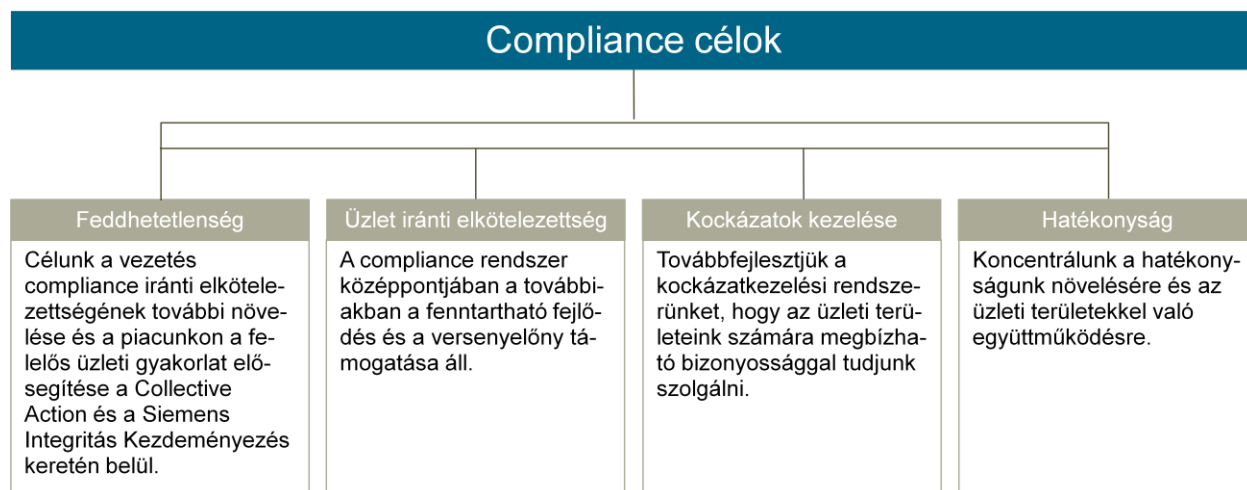 Compliance célok
Feddhetetlenség
Célunk a vezetés
compliance iránti elkötele-
zettségének további növe-
lése és a piacunkon a fe-
lelős üzleti gyakorlat elő-
segítése a Collective
Action és a Siemens
Integritás Kezdeményezés
keretén belül.
Üzlet iránti elkötelezettség
A compliance rendszer
középpontjában a további-
akban a fenntartható fejlő-
dés és a versenyelőny tá-
mogatása áll.
Kockázatok kezelése
Továbbfejlesztjük a
kockázatkezelési rendsze-
rünket, hogy az üzleti terü-
leteink számára megbízha-
tó bizonyossággal tudjunk
szolgálni.
Hatékonyság
Koncentrálunk a hatékony-
ságunk növelésére és az
üzleti területekkel való
együttműködésre.